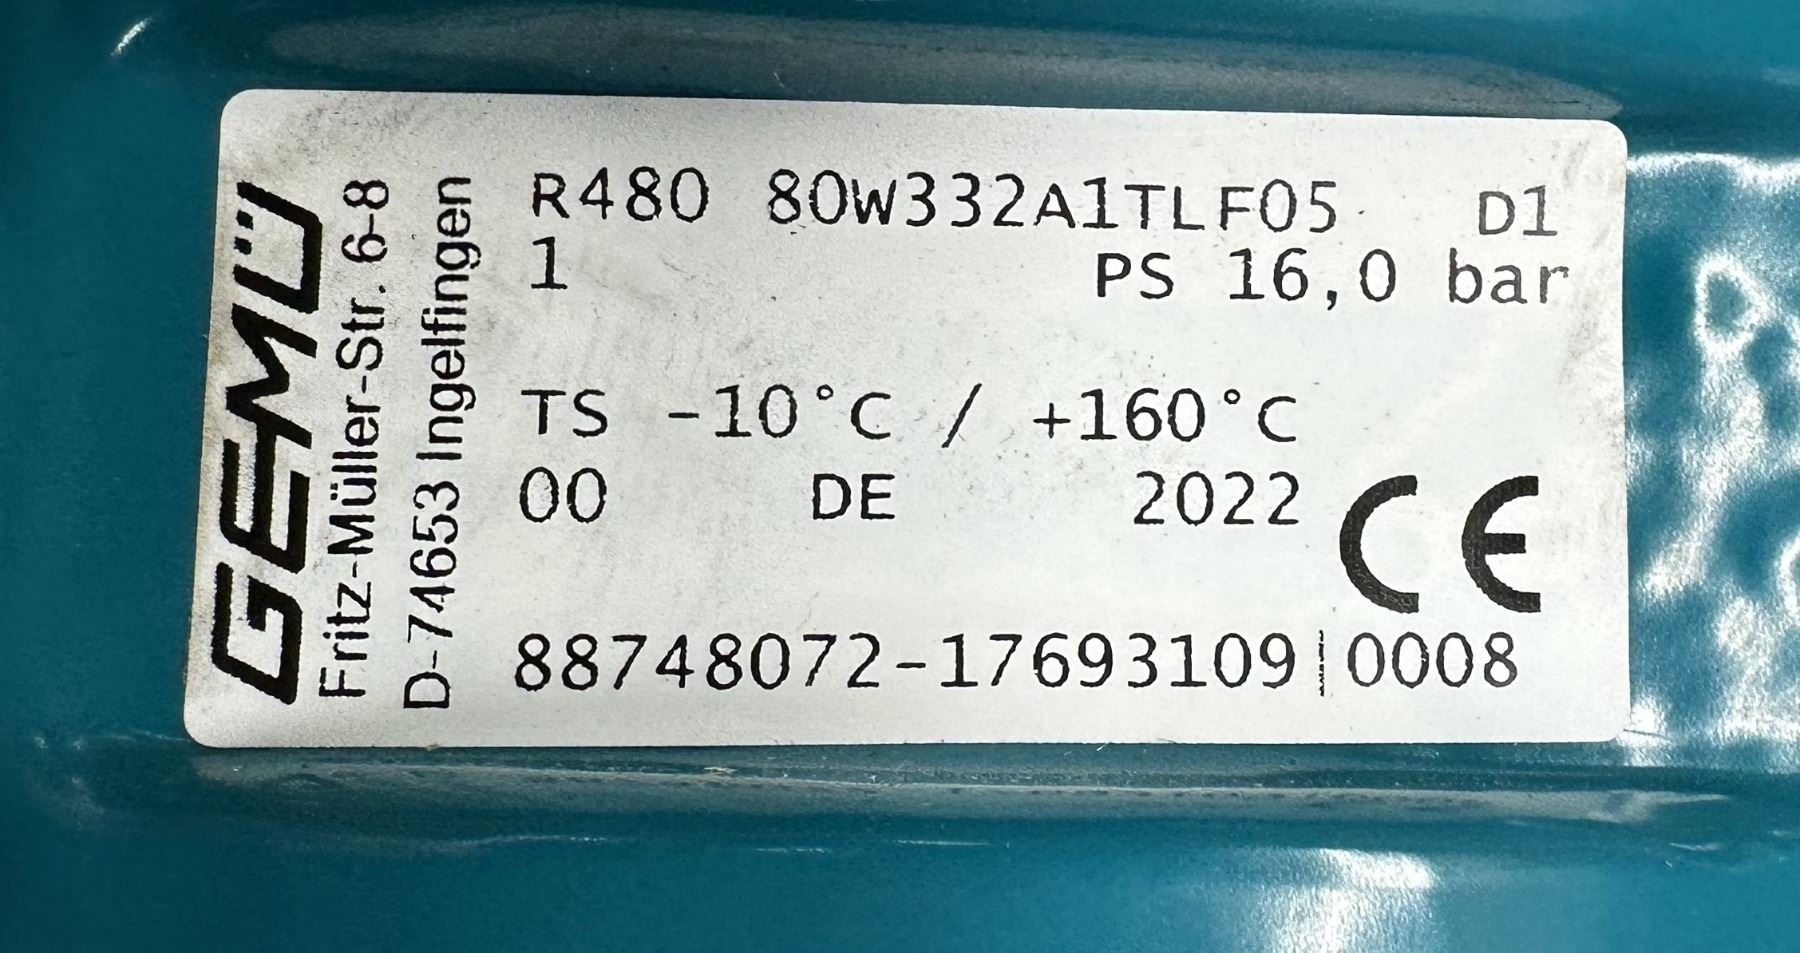 GEMÜ
Fritz-Müller-Str. 6-8
D-74653 Ingelfingen
R480 80W332A1TLF05 D1
1 PS 16,0 bar
TS -10°C / +160°C
00 DE 2022 CE
88748072-17693109|0008